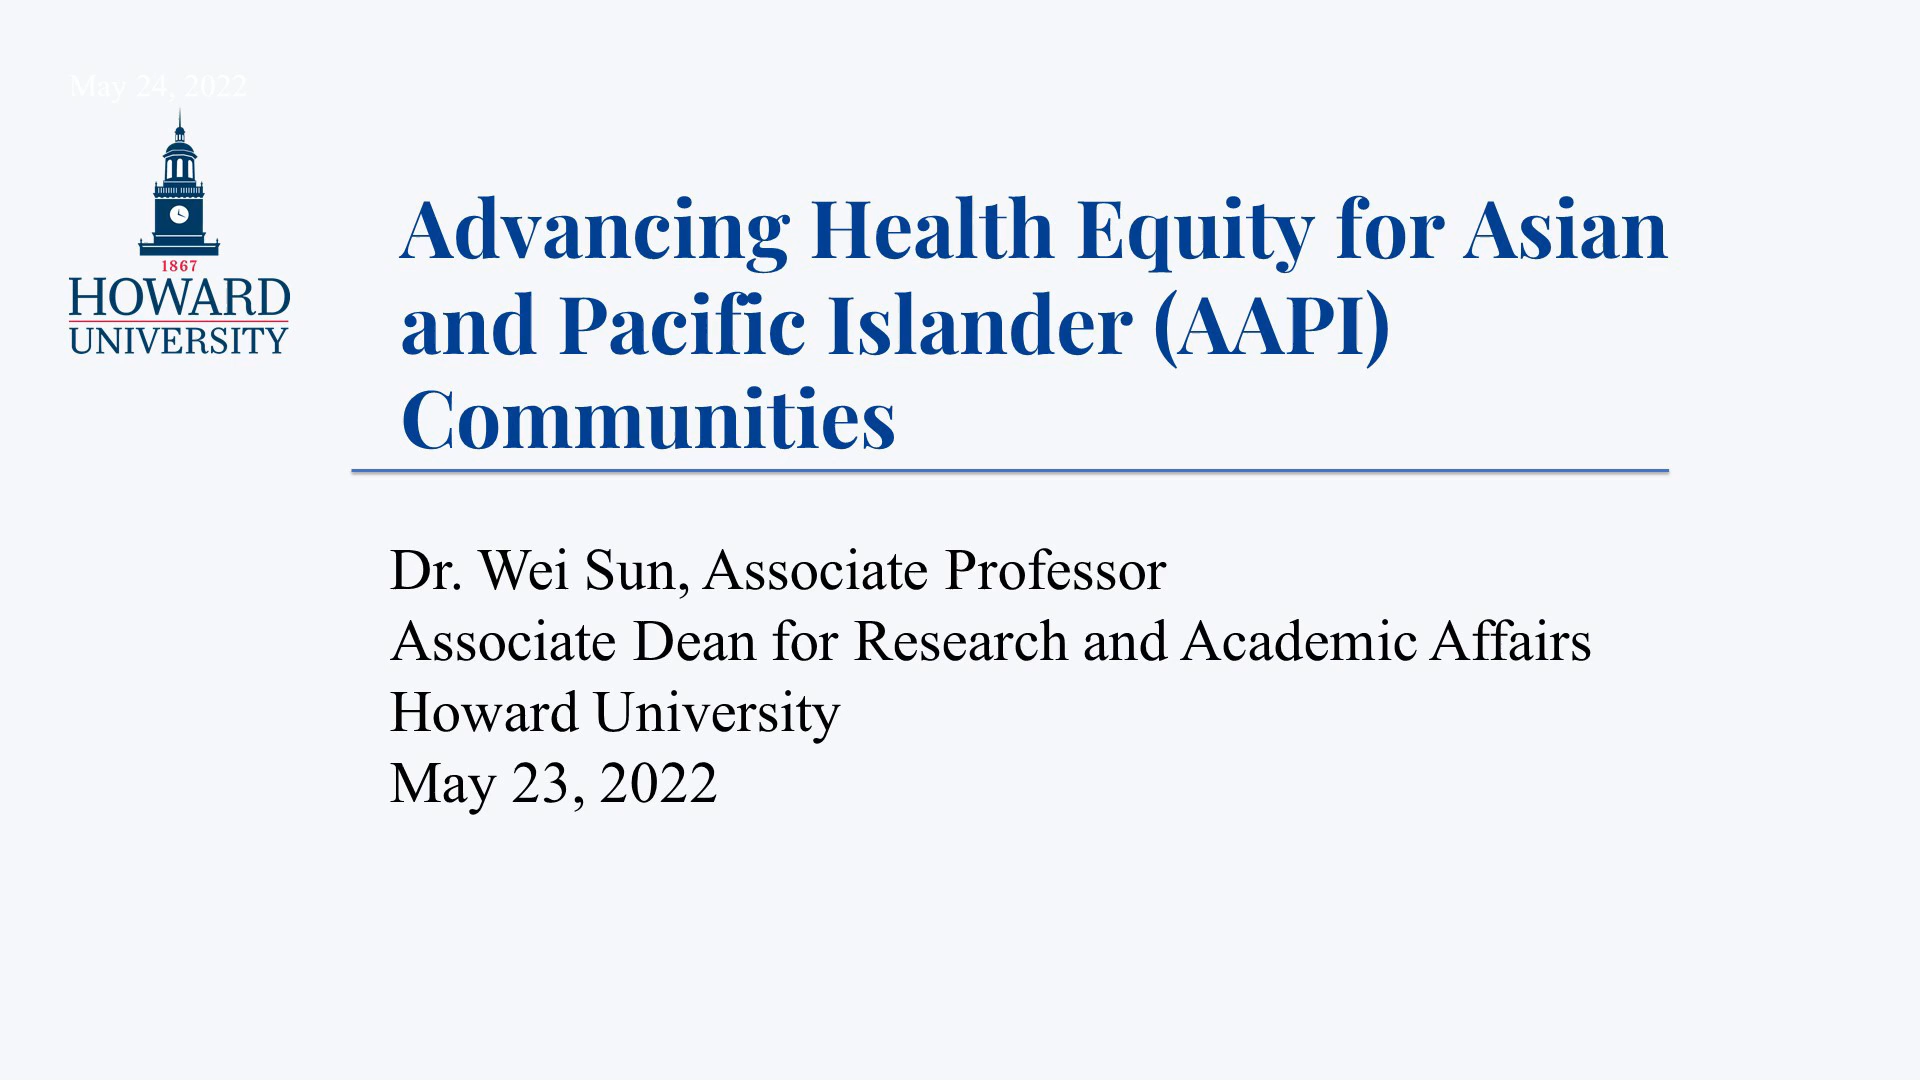 May 24, 2022
1867
HOWARD
UNIVERSITY
Advancing Health Equity for Asian
and Pacific Islander (AAPI)
Communities
Dr. Wei Sun, Associate Professor
Associate Dean for Research and Academic Affairs
Howard University
May 23, 2022